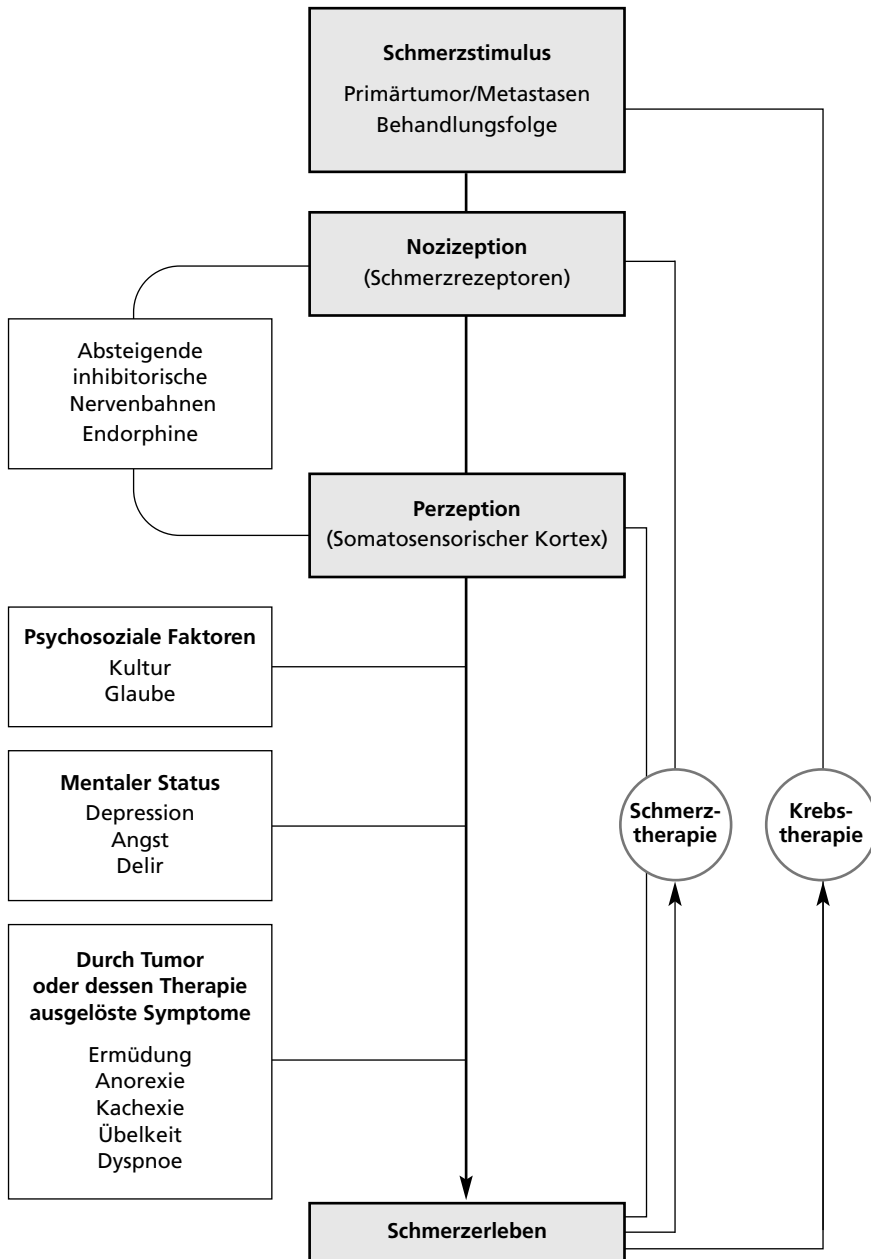 Schmerzstimulus
Primärtumor/Metastasen
Behandlungsfolge
Nozizeption
(Schmerzrezeptoren)
Absteigende
inhibitorische
Nervenbahnen
Endorphine
Perzeption
(Somatosensorischer Kortex)
Psychosoziale Faktoren
Kultur
Glaube
Mentaler Status
Depression
Angst
Delir
Schmerz-
therapie
Krebs-
therapie
Durch Tumor
oder dessen Therapie
ausgelöste Symptome
Ermüdung
Anorexie
Kachexie
Übelkeit
Dyspnoe
Schmerzerleben